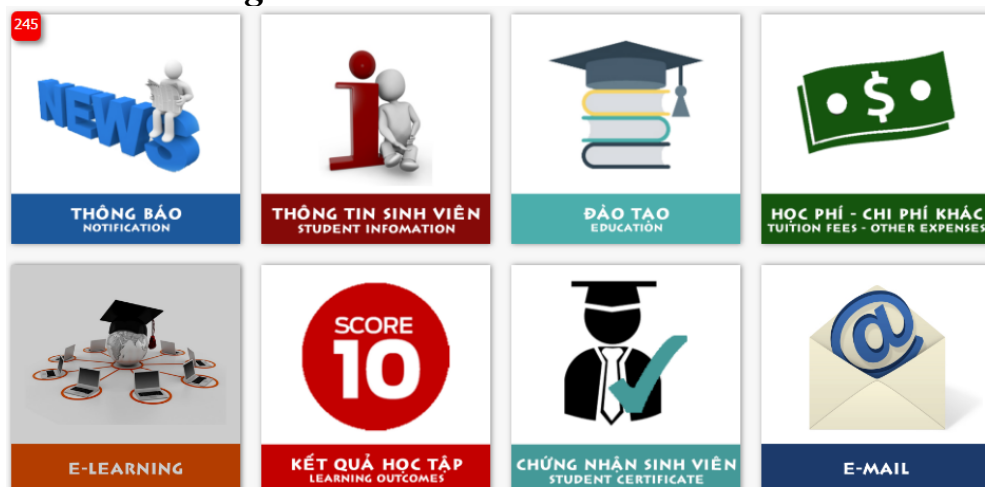 245
NEWS
THÔNG BÁO
NOTIFICATION
THÔNG TIN SINH VIÊN
STUDENT INFOMATION
ĐÀO TẠO
EDUCATION
$
HỌC PHÍ - CHI PHÍ KHÁC
TUITION FEES - OTHER EXPENSES
E-LEARNING
SCORE
10
KẾT QUẢ HỌC TẬP
LEARNING OUTCOMES
CHỨNG NHẬN SINH VIÊN
STUDENT CERTIFICATE
@
E-MAIL